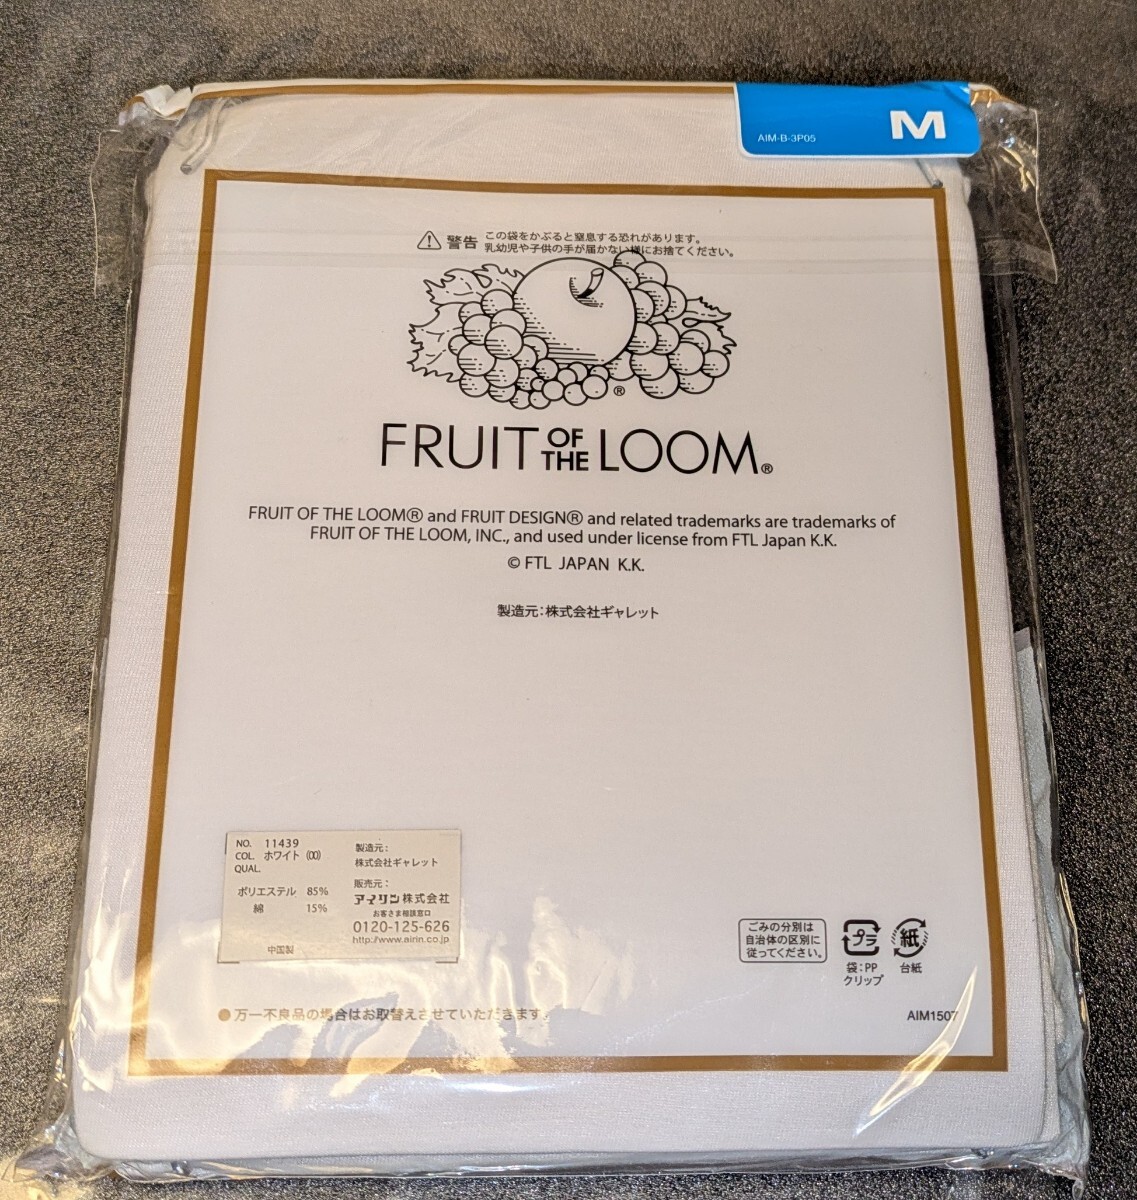 AIM-B-3P05
M
警告
この袋をかぶると窒息する恐れがあります。
乳幼児や子供の手が届かない様にお捨てください。
®
FRUIT OF THE LOOM®
FRUIT OF THE LOOM® and FRUIT DESIGN® and related trademarks are trademarks of
FRUIT OF THE LOOM, INC., and used under license from FTL Japan K.K.
© FTL JAPAN K.K.
製造元:株式会社ギャレット
NO. 11439
COL. ホワイト (00)
QUAL.
ポリエステル 85%
綿 15%
中国製
製造元:
株式会社ギャレット
販売元:
アイリン株式会社
お客さま相談窓口
0120-125-626
http://www.airin.co.jp
ごみの分別は
自治体の区別に
従ってください。
プラ
袋:PP
クリップ
紙
台紙
●万一不良品の場合はお取替えさせていただきます。
AIM1507